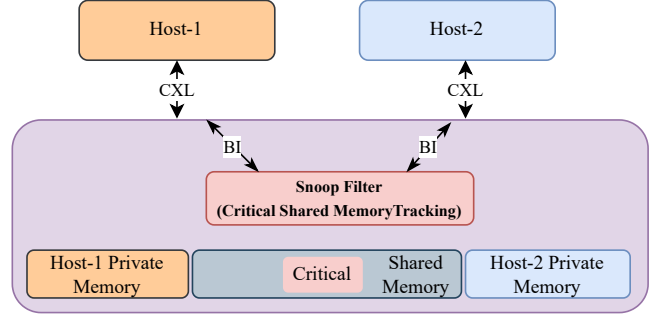 Host-1
Host-2
CXL
CXL
BI
BI
Snoop Filter
(Critical Shared MemoryTracking)
Host-1 Private
Memory
Critical
Shared
Memory
Host-2 Private
Memory